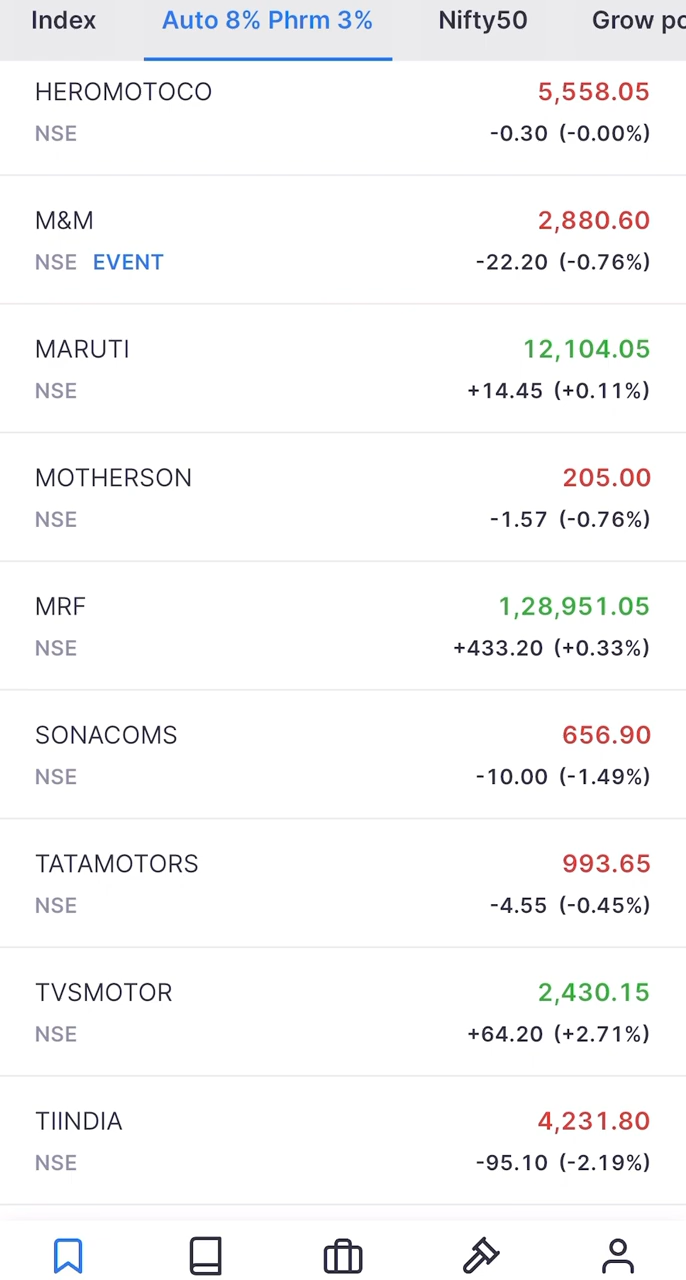 Index Auto 8% Phrm 3% Nifty50 Grow po
HEROMOTOCO 5,558.05
NSE -0.30 (-0.00%)
M&M 2,880.60
NSE EVENT -22.20 (-0.76%)
MARUTI 12,104.05
NSE +14.45 (+0.11%)
MOTHERSON 205.00
NSE -1.57 (-0.76%)
MRF 1,28,951.05
NSE +433.20 (+0.33%)
SONACOMS 656.90
NSE -10.00 (-1.49%)
TATAMOTORS 993.65
NSE -4.55 (-0.45%)
TVSMOTOR 2,430.15
NSE +64.20 (+2.71%)
TIINDIA 4,231.80
NSE -95.10 (-2.19%)